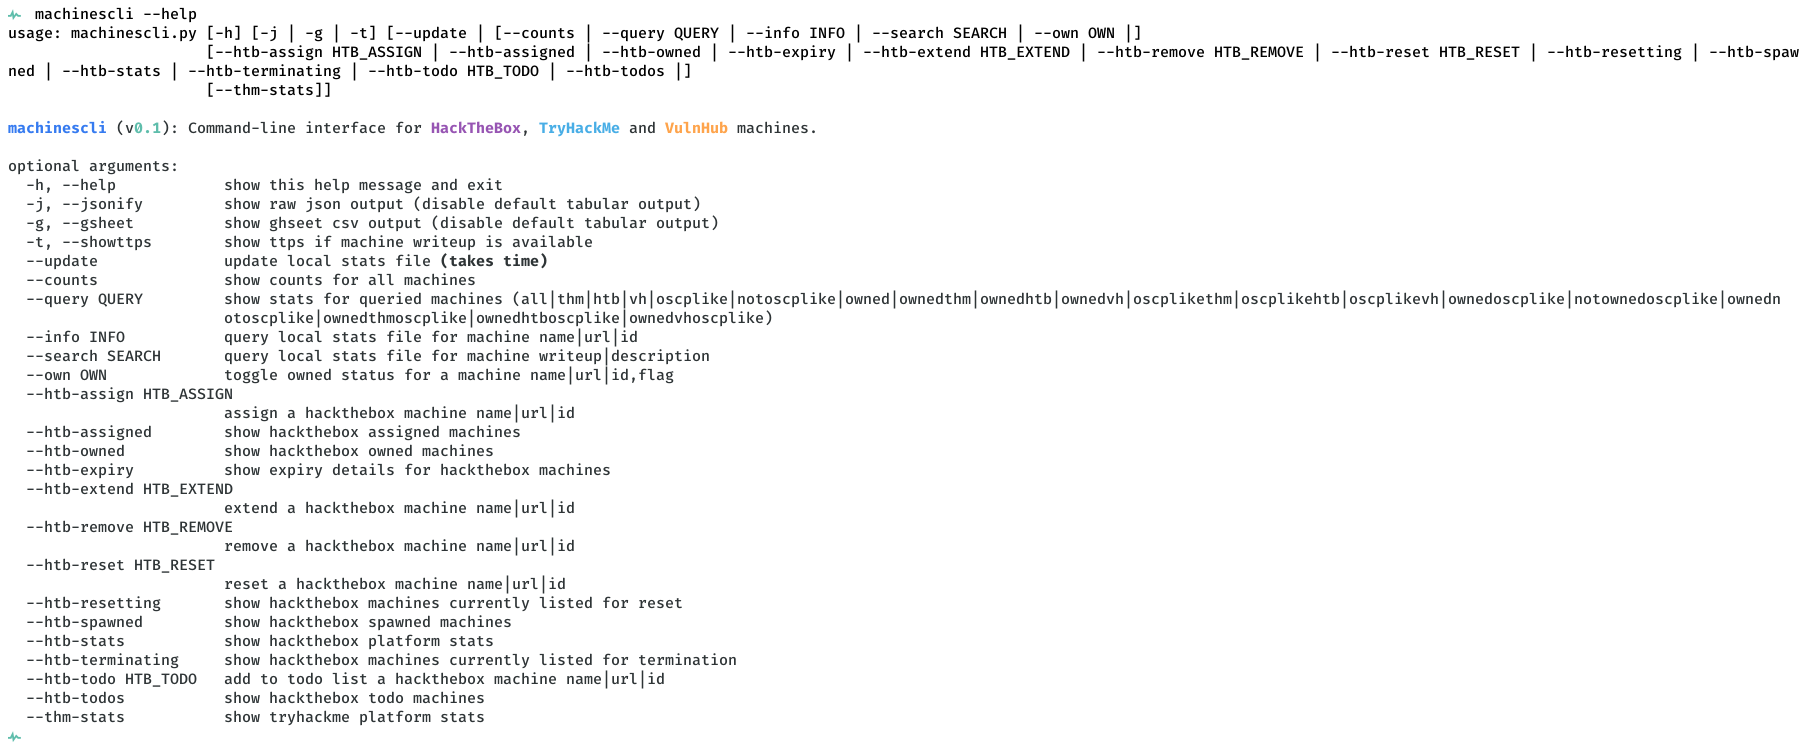 machinescli --help
usage: machinescli.py [-h] [-j | -g | -t] [--update | [--counts | --query QUERY | --info INFO | --search SEARCH | --own OWN |]
[--htb-assign HTB_ASSIGN | --htb-assigned | --htb-owned | --htb-expiry | --htb-extend HTB_EXTEND | --htb-remove HTB_REMOVE | --htb-reset HTB_RESET | --htb-resetting | --htb-spaw
ned | --htb-stats | --htb-terminating | --htb-todo HTB_TODO | --htb-todos |]
[--thm-stats]]
machinescli (v0.1): Command-line interface for HackTheBox, TryHackMe and VulnHub machines.
optional arguments:
-h, --help show this help message and exit
-j, --jsonify show raw json output (disable default tabular output)
-g, --gsheet show ghseet csv output (disable default tabular output)
-t, --showttps show ttps if machine writeup is available
--update update local stats file (takes time)
--counts show counts for all machines
--query QUERY show stats for queried machines (all|thm|htb|vh|oscplike|notoscplike|owned|ownedthm|ownedhtb|ownedvh|oscplikethm|oscplikehtb|oscplikevh|ownedoscplike|notownedoscplike|ownedn
otoscplike|ownedthmoscplike|ownedhtboscplike|ownedvhoscplike)
--info INFO query local stats file for machine name|url|id
--search SEARCH query local stats file for machine writeup|description
--own OWN toggle owned status for a machine name|url|id,flag
--htb-assign HTB_ASSIGN
assign a hackthebox machine name|url|id
--htb-assigned show hackthebox assigned machines
--htb-owned show hackthebox owned machines
--htb-expiry show expiry details for hackthebox machines
--htb-extend HTB_EXTEND
extend a hackthebox machine name|url|id
--htb-remove HTB_REMOVE
remove a hackthebox machine name|url|id
--htb-reset HTB_RESET
reset a hackthebox machine name|url|id
--htb-resetting show hackthebox machines currently listed for reset
--htb-spawned show hackthebox spawned machines
--htb-stats show hackthebox platform stats
--htb-terminating show hackthebox machines currently listed for termination
--htb-todo HTB_TODO add to todo list a hackthebox machine name|url|id
--htb-todos show hackthebox todo machines
--thm-stats show tryhackme platform stats